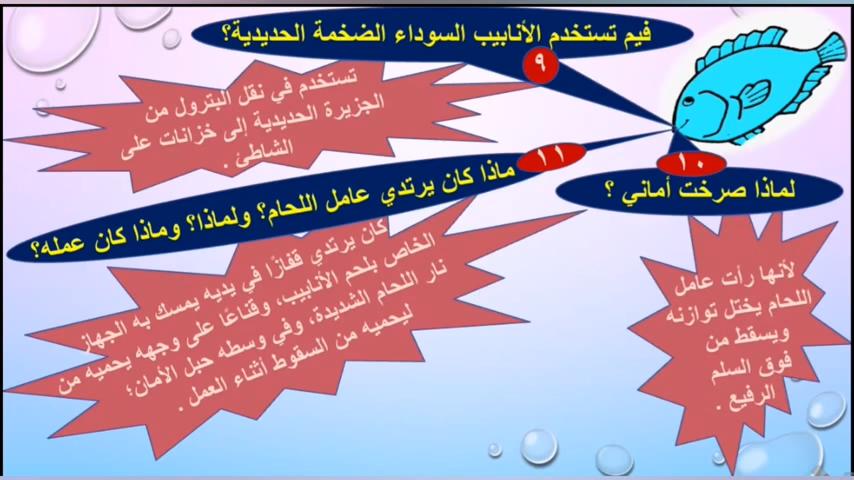 فيم تستخدم الأنابيب السوداء الضخمة الحديدية؟
٩
تستخدم في نقل البترول من
الجزيرة الحديدية إلى خزانات على
الشاطئ .
١٠
لماذا صرخت أماني ؟
لأنها رأت عامل
اللحام يختل توازنه
ويسقط من
فوق السلم
الرفيع .
١١
ماذا كان يرتدي عامل اللحام؟ ولماذا؟ وماذا كان عمله؟
كان يرتدي قفازًا في يديه يمسك به الجهاز
الخاص بلحم الأنابيب، وقناعًا على وجهه يحميه من
نار اللحام الشديدة، وفي وسطه حبل الأمان؛
ليحميه من السقوط أثناء العمل .